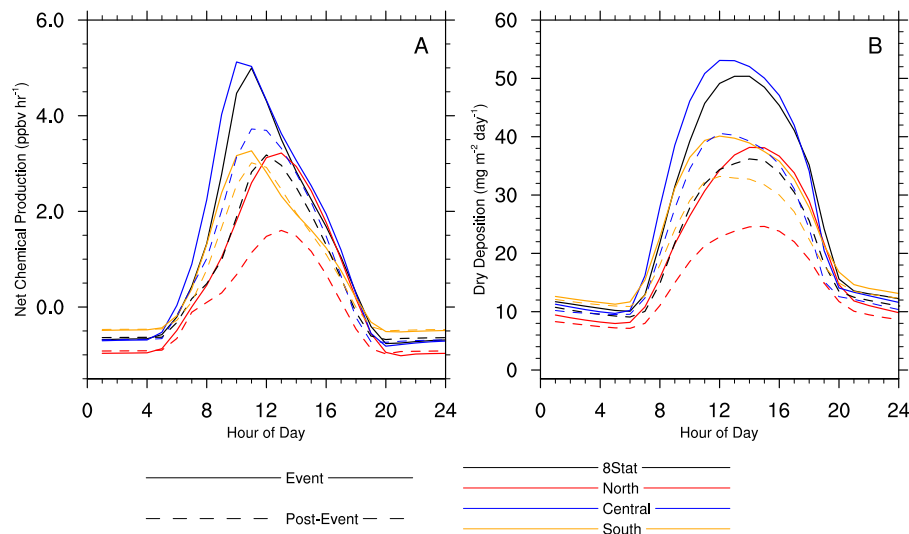 A
Net Chemical Production (ppbv hr⁻¹)
6.0
4.0
2.0
0.0
0 4 8 12 16 20 24
Hour of Day
B
Dry Deposition (mg m⁻² day⁻¹)
60
50
40
30
20
10
0
0 4 8 12 16 20 24
Hour of Day
Event
Post-Event
8Stat
North
Central
South